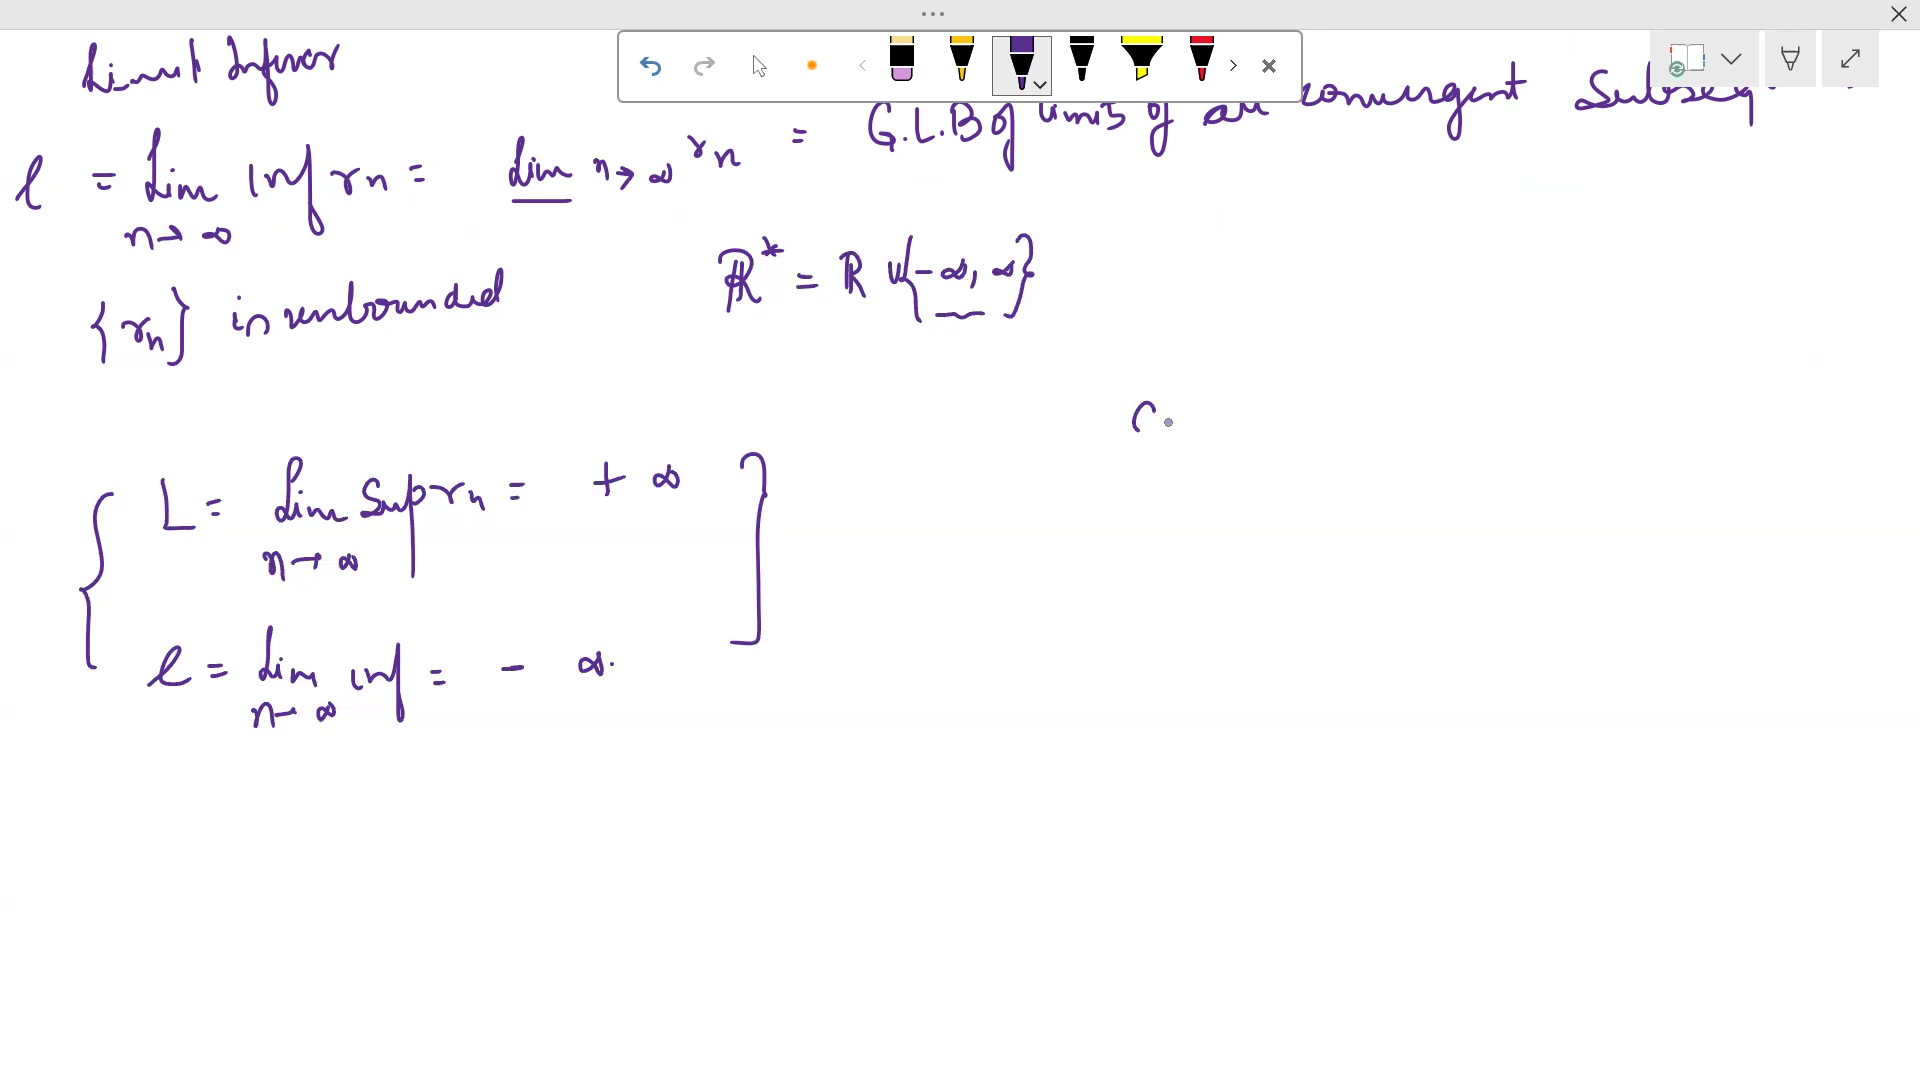 Limit Inferior
= G.L.B of limits of all convergent Subseq
l = Lim inf rn = lim n→∞ rn
n→∞
R* = R ∪ {-∞, ∞}
{rn} is unbounded
L = Lim Sup rn = + ∞
n→∞
l = Lim inf = - ∞.
n→∞